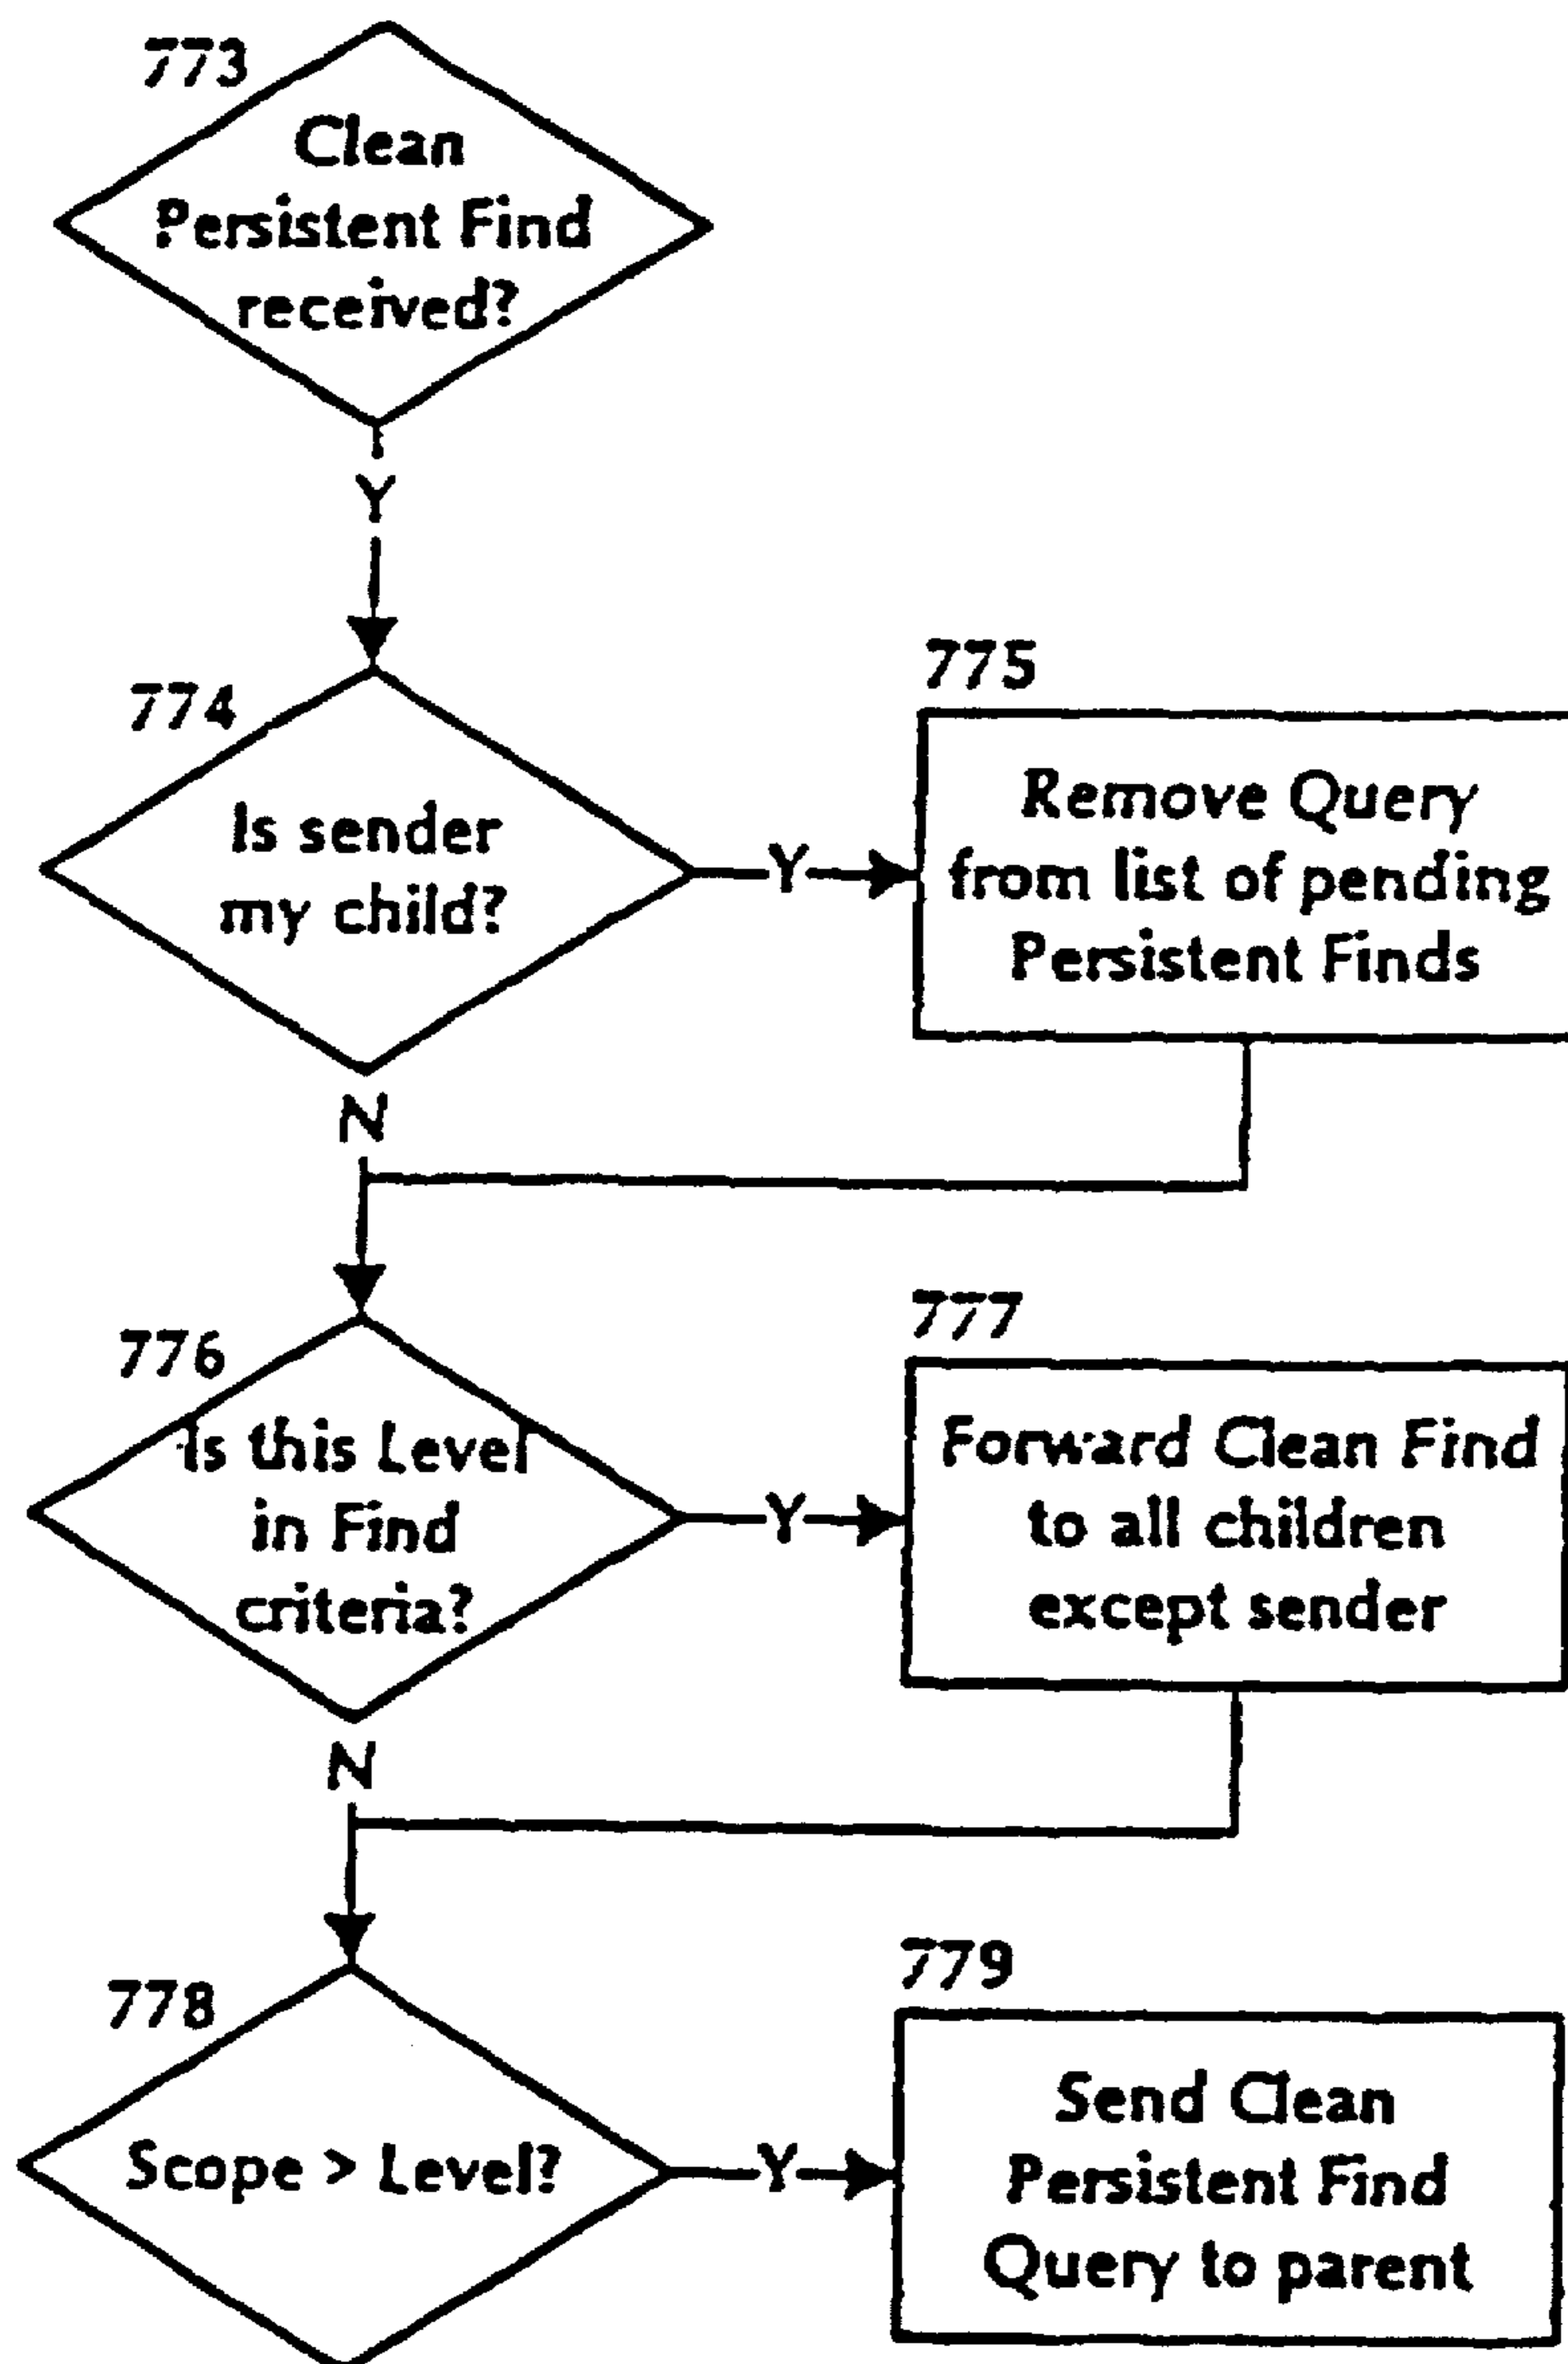 773
Clean
Persistent Find
received?
Y
774
Is sender
my child?
Y
775
Remove Query
from list of pending
Persistent Finds
N
776
Is this Level
in Find
criteria?
Y
777
Forward Clean Find
to all children
except sender
N
778
Scope > Level?
Y
779
Send Clean
Persistent Find
Query to parent